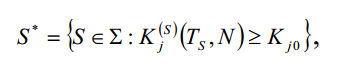 S* = {S ∈ Σ : K_j^(S)(T_S, N) ≥ K_j0},